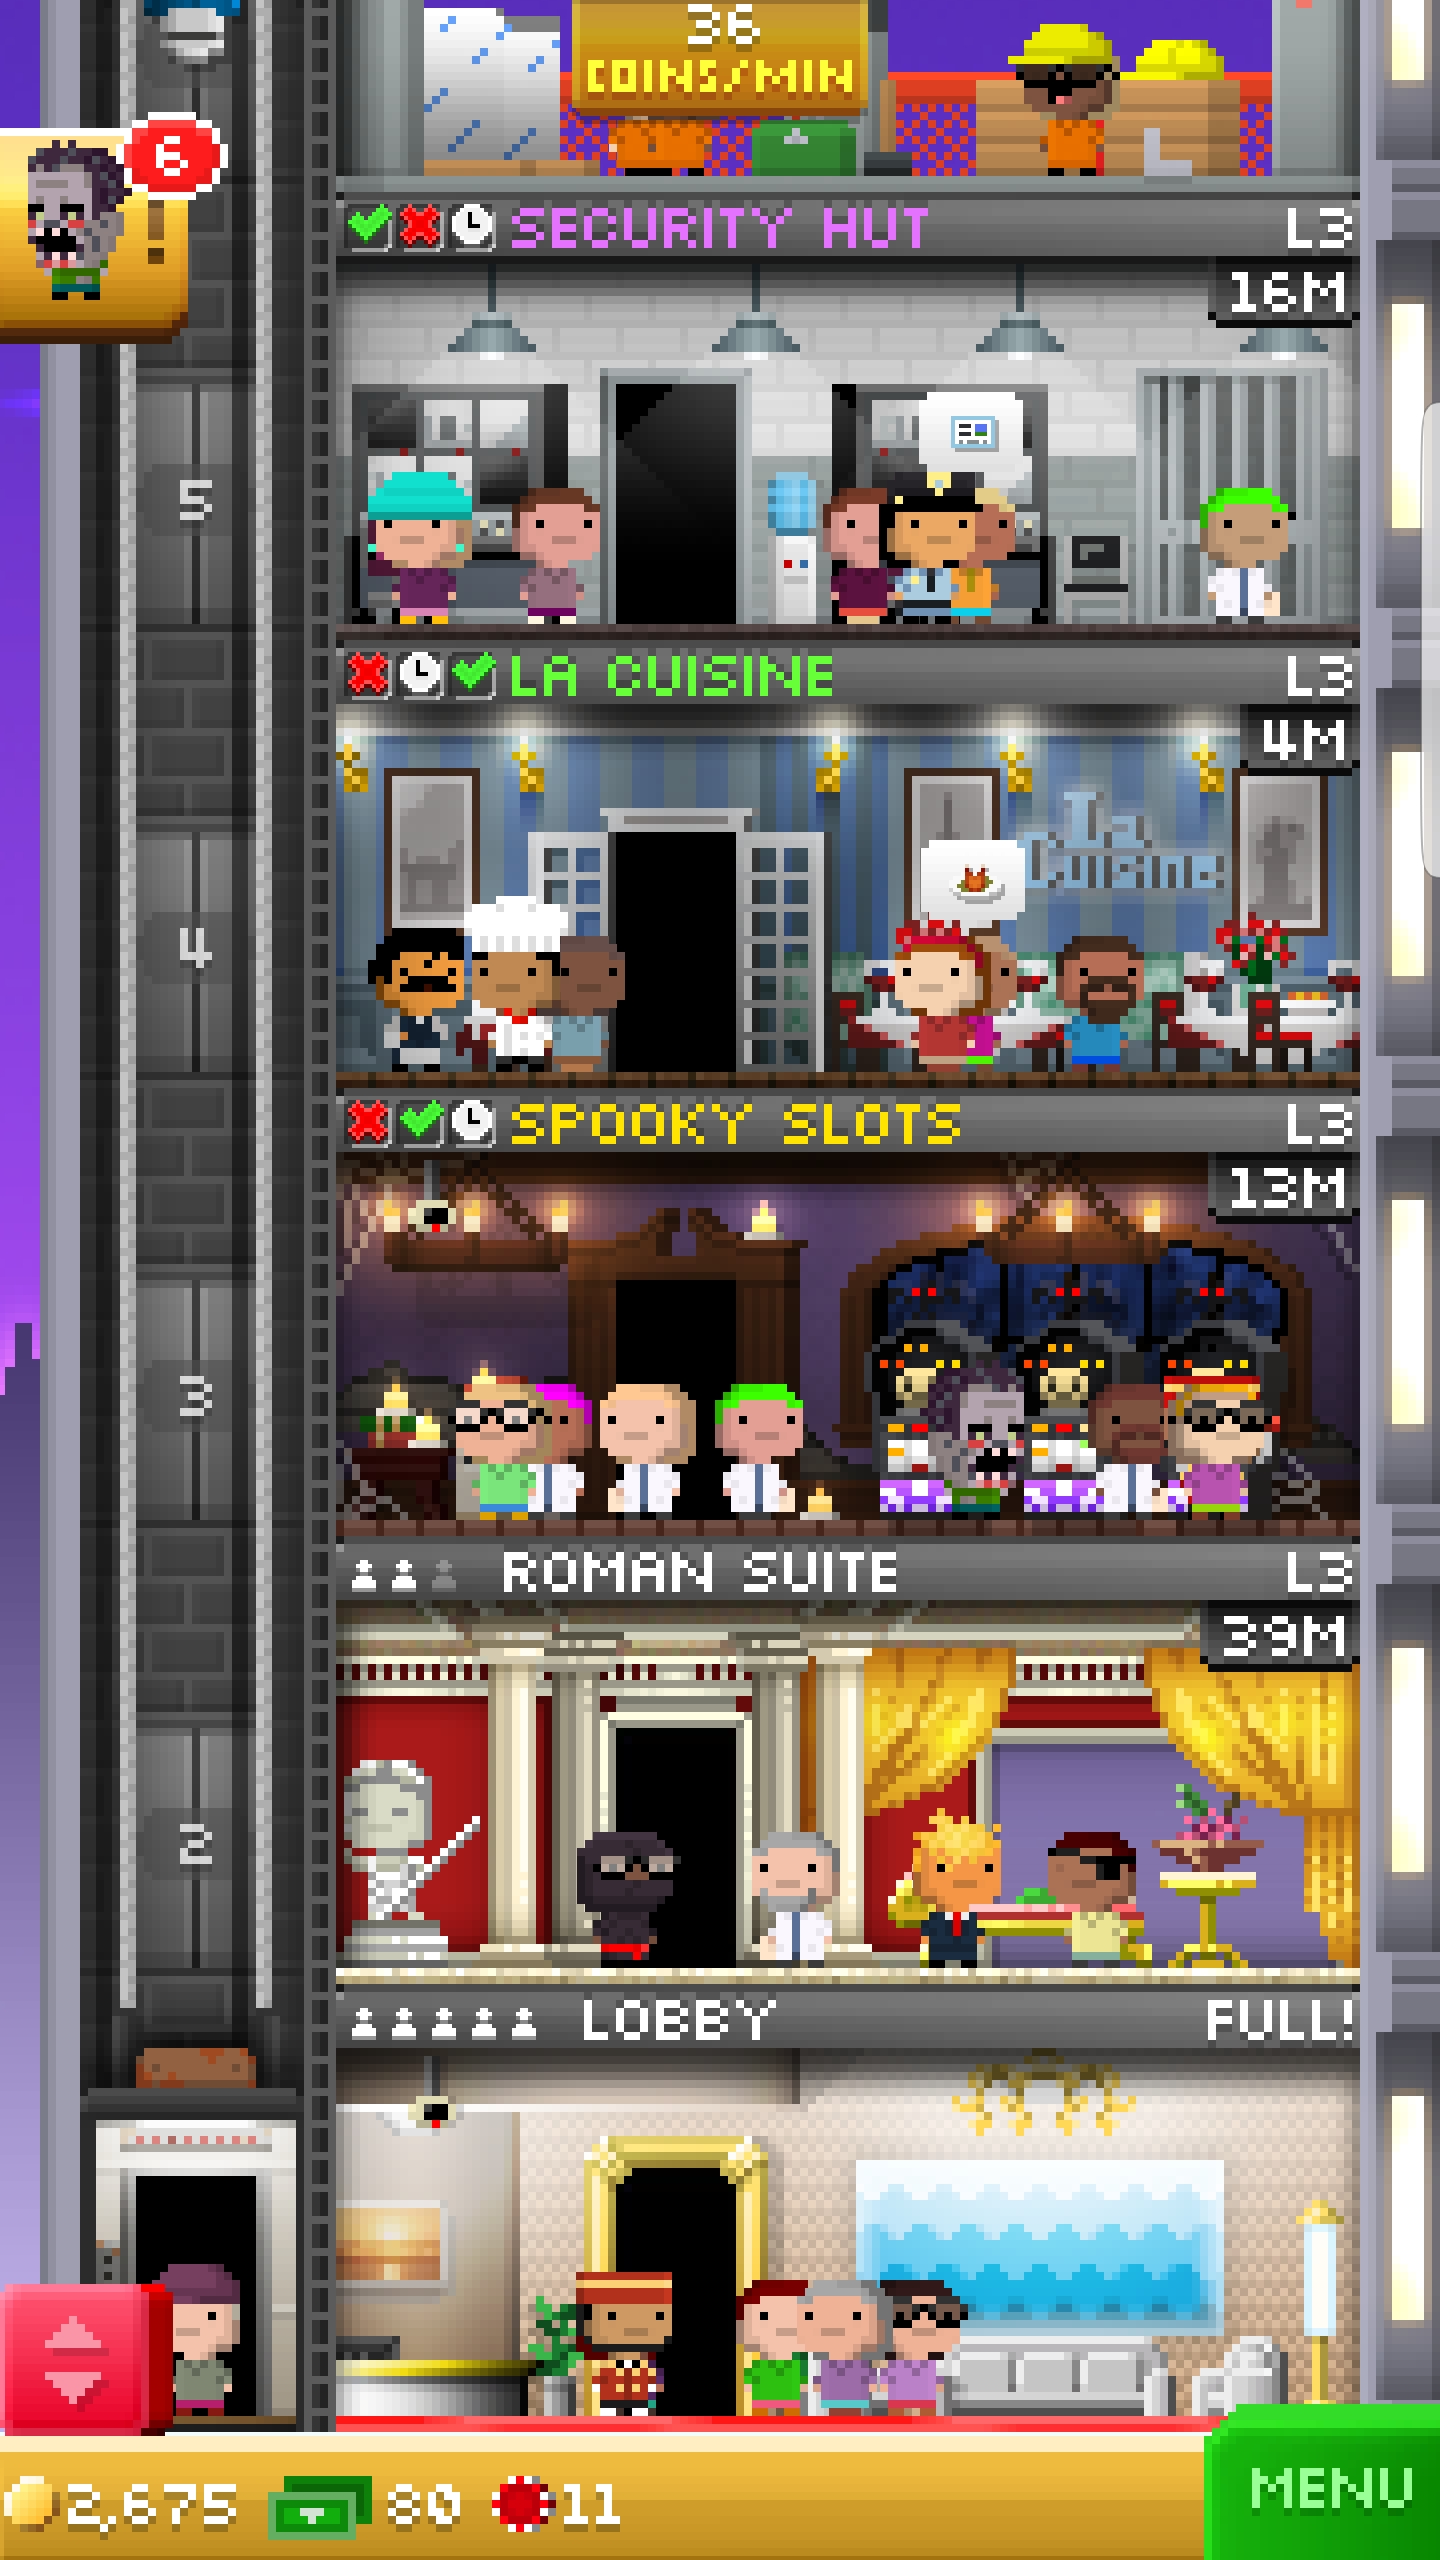 36
COINS/MIN
6
!
SECURITY HUT L3
16M
5
LA CUISINE L3
4M
La
Cuisine
4
SPOOKY SLOTS L3
13M
3
ROMAN SUITE L3
39M
2
LOBBY FULL!
2,675 80 11
MENU